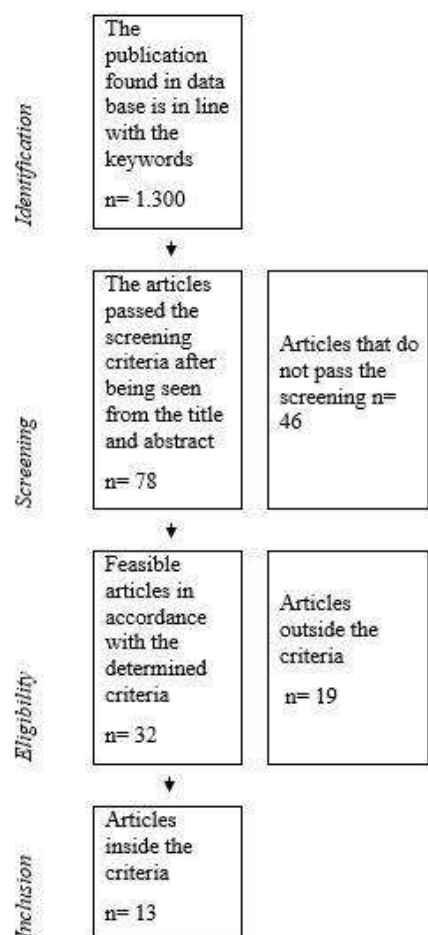 Identification
The
publication
found in data
base is in line
with the
keywords
n= 1.300
Screening
The articles
passed the
screening
criteria after
being seen
from the title
and abstract
n= 78
Articles that do
not pass the
screening n=
46
Eligibility
Feasible
articles in
accordance
with the
determined
criteria
n= 32
Articles
outside the
criteria
n= 19
Inclusion
Articles
inside the
criteria
n= 13